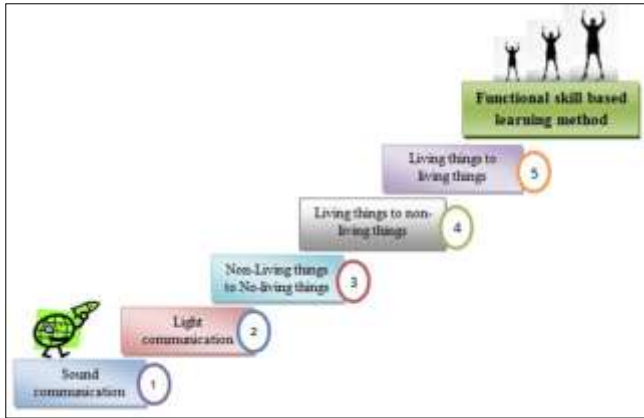 Functional skill based
learning method
Living things to
living things
5
Living things to non-
living things
4
Non-Living things
to No-living things
3
Light
communication
2
Sound
communication
1